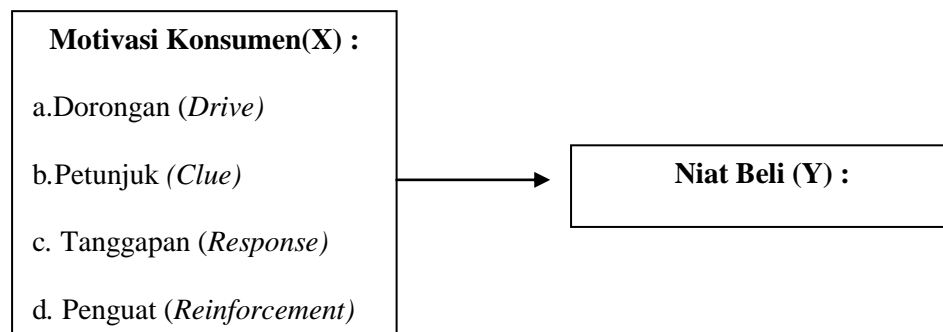 Motivasi Konsumen(X) :
a.Dorongan (Drive)
b.Petunjuk (Clue)
c. Tanggapan (Response)
d. Penguat (Reinforcement)
Niat Beli (Y) :